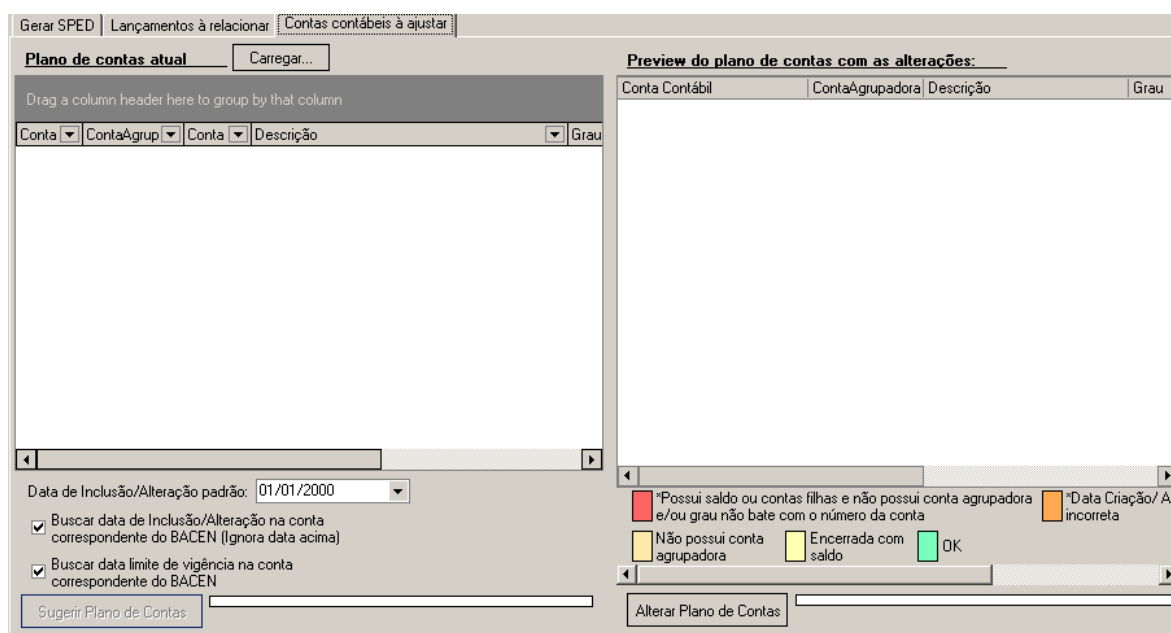 Gerar SPED Lançamentos à relacionar Contas contábeis à ajustar
Plano de contas atual Carregar...
Drag a column header here to group by that column
Conta ContaAgrup Conta Descrição Grau
Data de Inclusão/Alteração padrão: 01/01/2000
Buscar data de Inclusão/Alteração na conta
correspondente do BACEN (Ignora data acima)
Buscar data limite de vigência na conta
correspondente do BACEN
Sugerir Plano de Contas
Preview do plano de contas com as alterações:
Conta Contábil ContaAgrupadora Descrição Grau
*Possui saldo ou contas filhas e não possui conta agrupadora
e/ou grau não bate com o número da conta
*Data Criação/ A
incorreta
Não possui conta
agrupadora
Encerrada com
saldo
OK
Alterar Plano de Contas